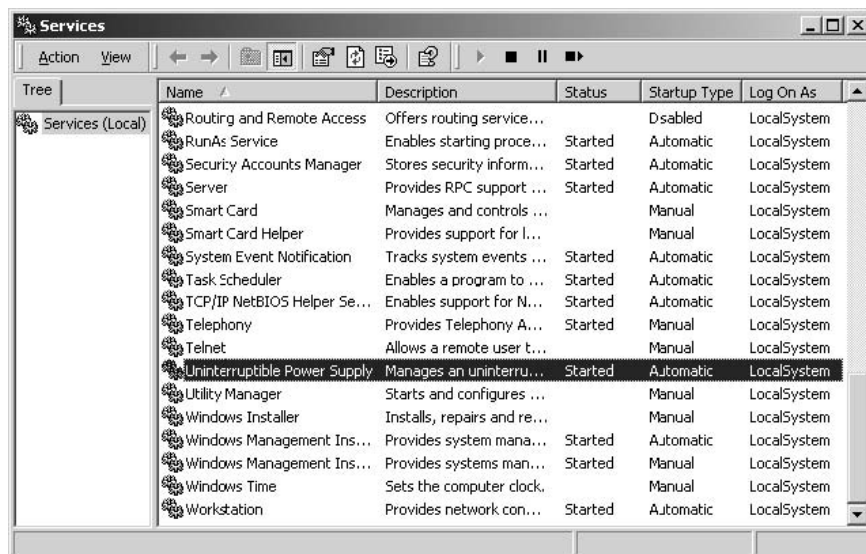 Services
Action View
Tree
Services (Local)
Name Description Status Startup Type Log On As
Routing and Remote Access Offers routing service... Disabled LocalSystem
RunAs Service Enables starting proce... Started Automatic LocalSystem
Security Accounts Manager Stores security inform... Started Automatic LocalSystem
Server Provides RPC support ... Started Automatic LocalSystem
Smart Card Manages and controls ... Manual LocalSystem
Smart Card Helper Provides support for l... Manual LocalSystem
System Event Notification Tracks system events ... Started Automatic LocalSystem
Task Scheduler Enables a program to ... Started Automatic LocalSystem
TCP/IP NetBIOS Helper Se... Enables support for N... Started Automatic LocalSystem
Telephony Provides Telephony A... Started Manual LocalSystem
Telnet Allows a remote user t... Manual LocalSystem
Uninterruptible Power Supply Manages an uninterru... Started Automatic LocalSystem
Utility Manager Starts and configures ... Manual LocalSystem
Windows Installer Installs, repairs and re... Manual LocalSystem
Windows Management Ins... Provides system mana... Started Automatic LocalSystem
Windows Management Ins... Provides systems man... Started Manual LocalSystem
Windows Time Sets the computer clock. Manual LocalSystem
Workstation Provides network con... Started Automatic LocalSystem